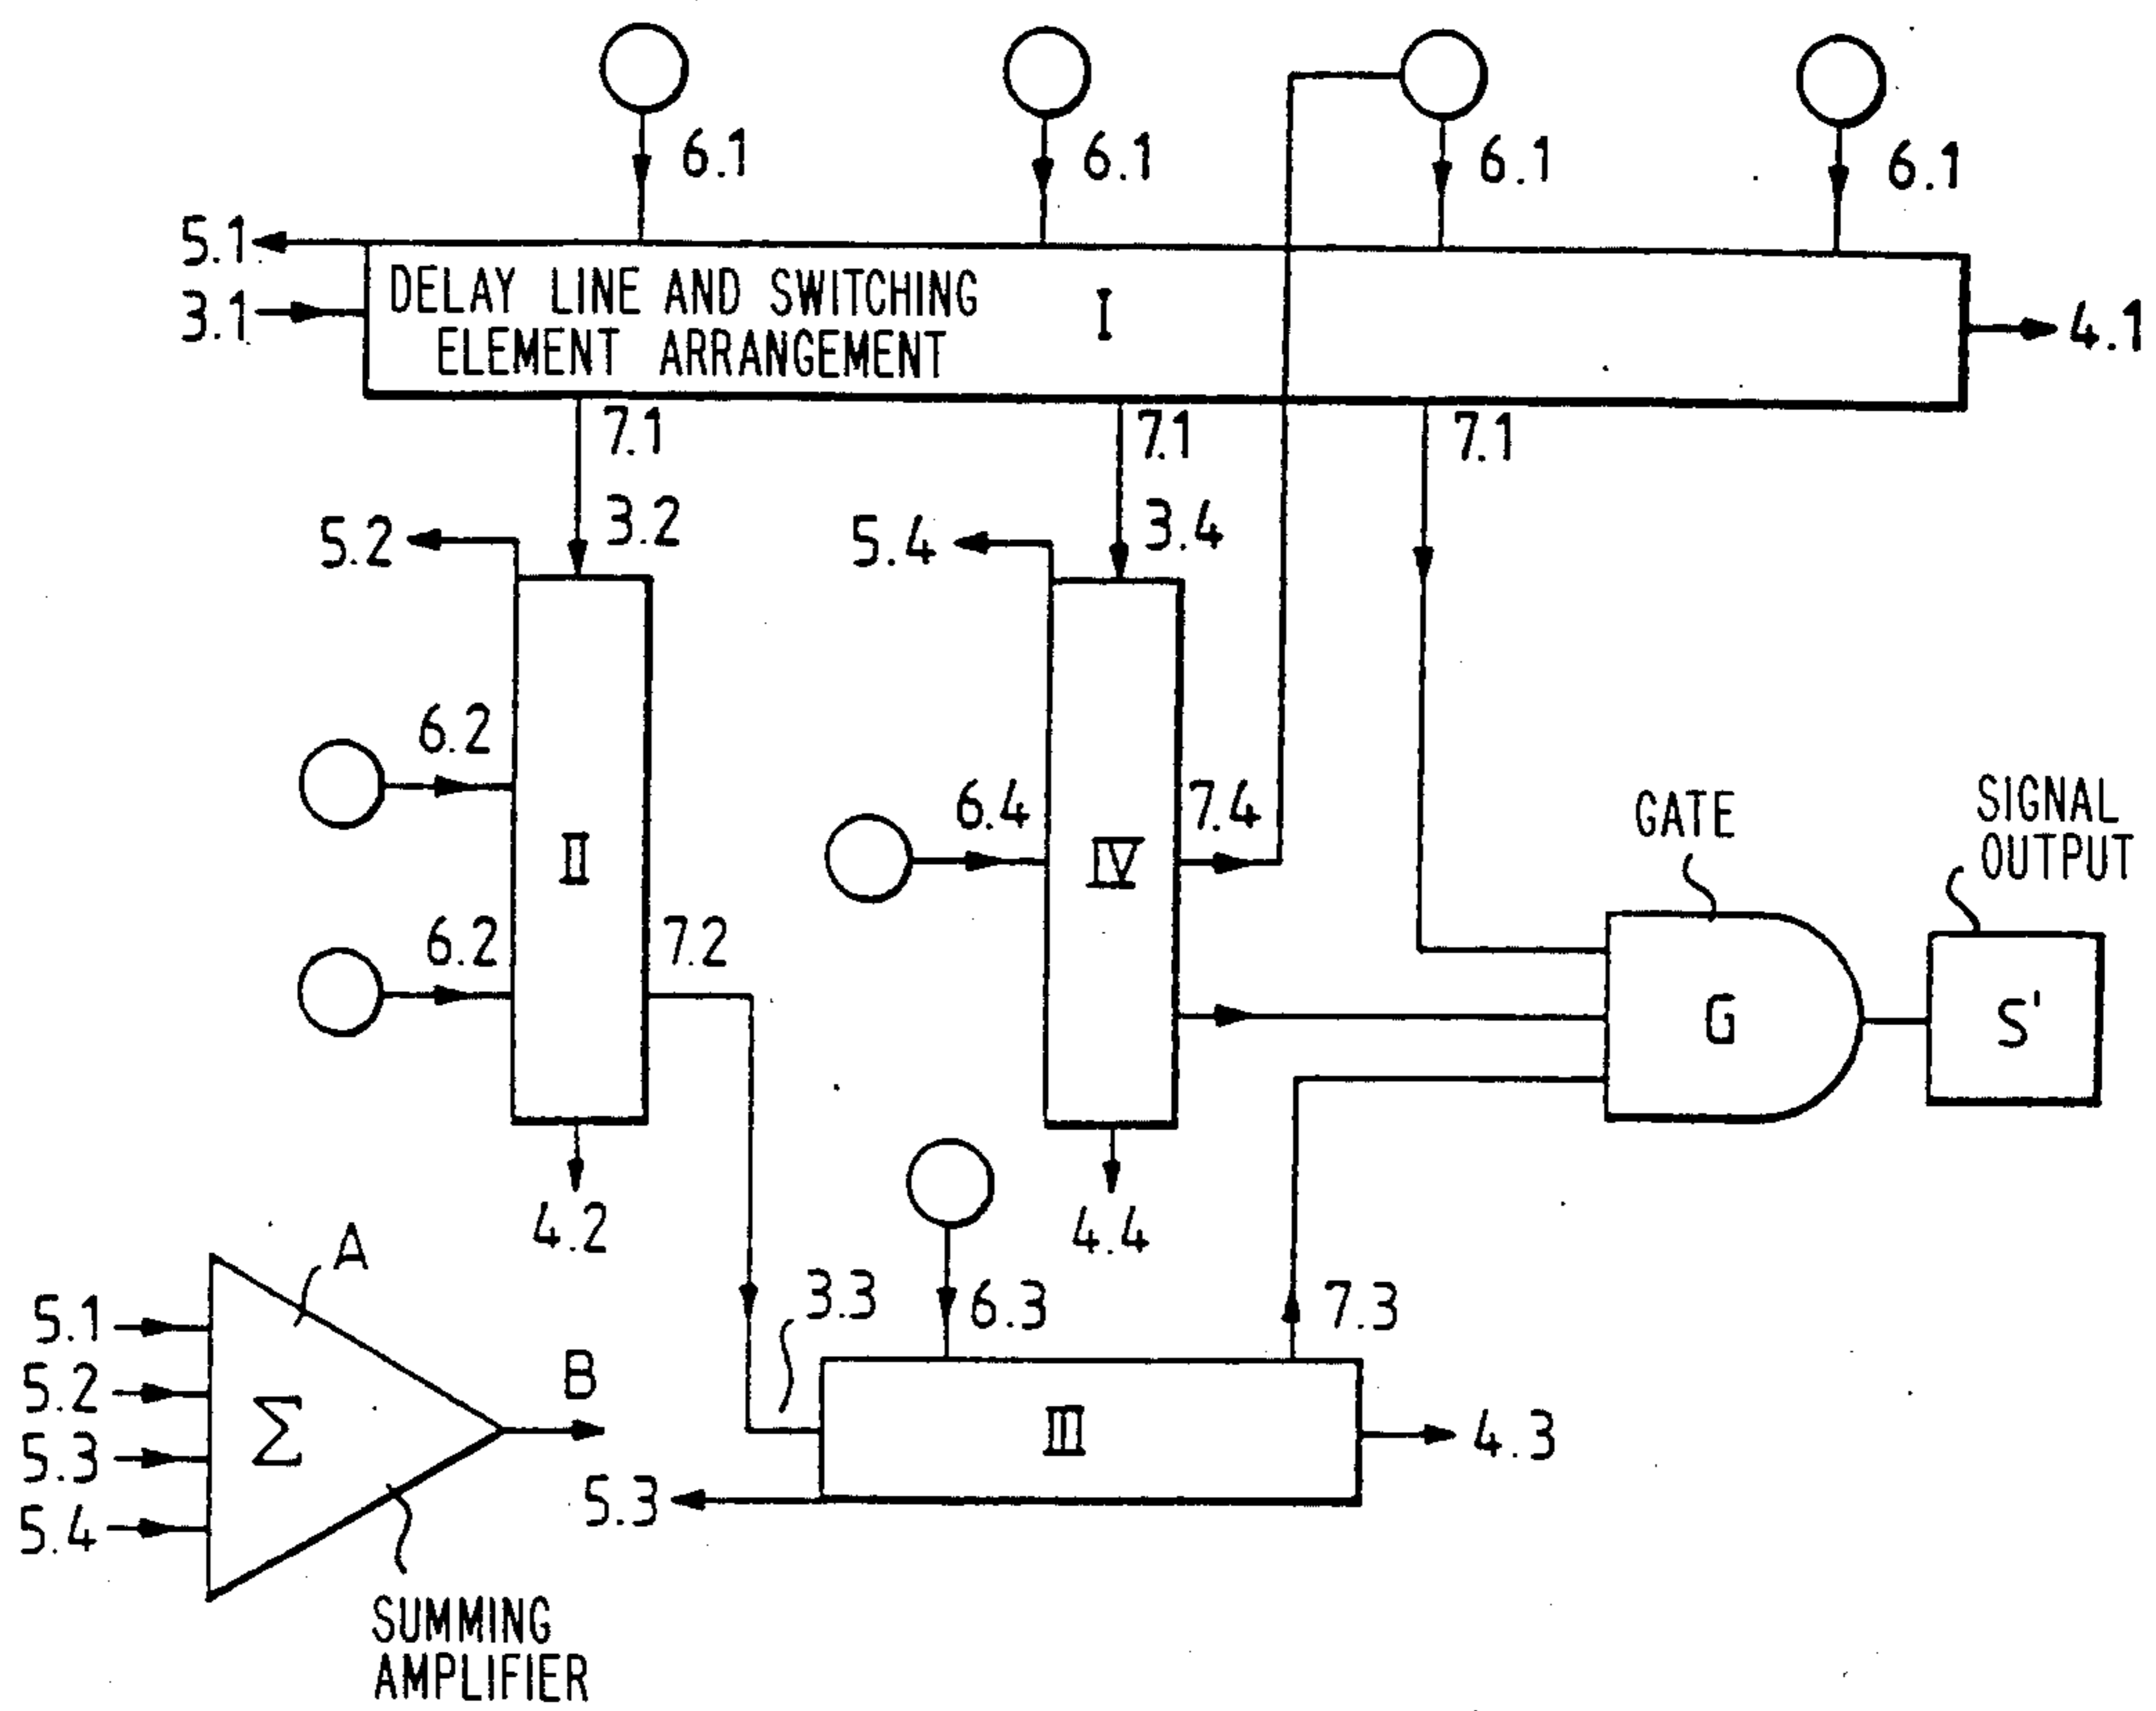 6.1
6.1
6.1
6.1
5.1
3.1
DELAY LINE AND SWITCHING
ELEMENT ARRANGEMENT
I
4.1
7.1
7.1
7.1
3.2
3.4
5.2
5.4
6.2
6.4
7.4
II
IV
6.2
7.2
GATE
SIGNAL
OUTPUT
G
S'
4.2
4.4
A
3.3
6.3
7.3
5.1
5.2
5.3
5.4
Σ
B
III
4.3
5.3
SUMMING
AMPLIFIER